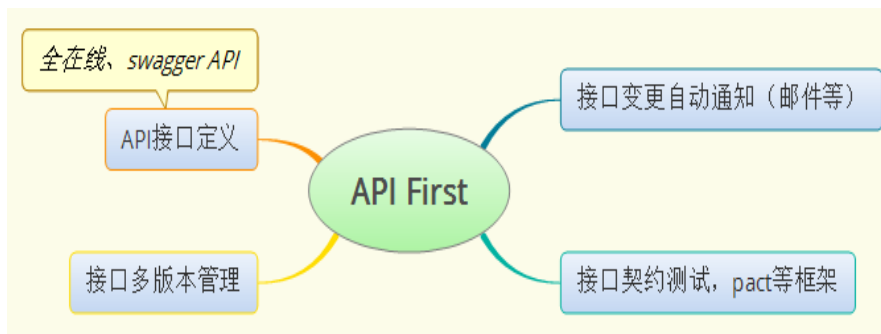 全在线、swagger API
API接口定义
接口多版本管理
API First
接口变更自动通知（邮件等）
接口契约测试，pact等框架